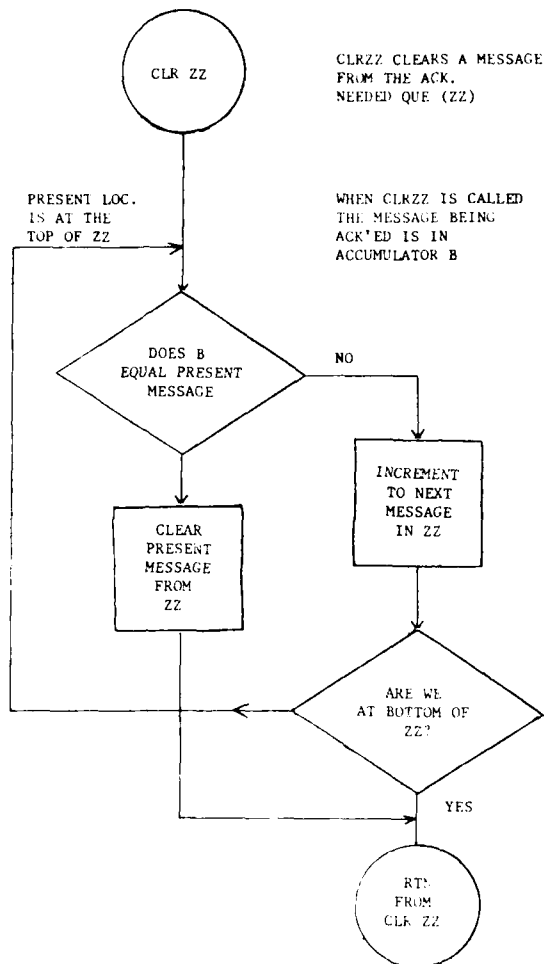 CLR ZZ
CLRZZ CLEARS A MESSAGE
FROM THE ACK.
NEEDED QUE (ZZ)
PRESENT LOC.
IS AT THE
TOP OF ZZ
WHEN CLRZZ IS CALLED
THE MESSAGE BEING
ACK'ED IS IN
ACCUMULATOR B
DOES B
EQUAL PRESENT
MESSAGE
NO
INCREMENT
TO NEXT
MESSAGE
IN ZZ
CLEAR
PRESENT
MESSAGE
FROM
ZZ
ARE WE
AT BOTTOM OF
ZZ?
YES
RTN
FROM
CLR ZZ